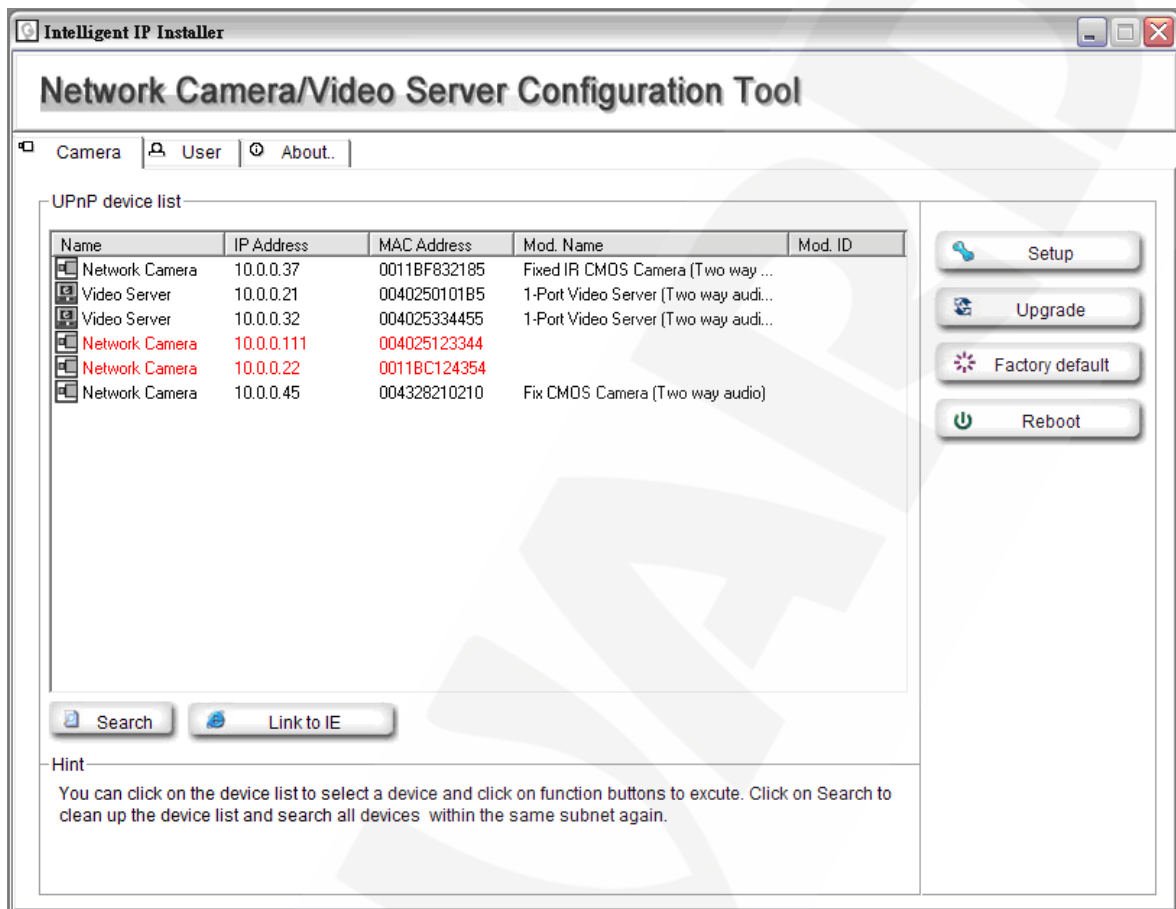 Intelligent IP Installer
Network Camera/Video Server Configuration Tool
Camera User About..
UPnP device list
Name IP Address MAC Address Mod. Name Mod. ID
Network Camera 10.0.0.37 0011BF832185 Fixed IR CMOS Camera (Two way ...
Video Server 10.0.0.21 0040250101B5 1-Port Video Server (Two way audi...
Video Server 10.0.0.32 004025334455 1-Port Video Server (Two way audi...
Network Camera 10.0.0.111 004025123344
Network Camera 10.0.0.22 0011BC124354
Network Camera 10.0.0.45 004328210210 Fix CMOS Camera (Two way audio)
Setup
Upgrade
Factory default
Reboot
Search Link to IE
Hint
You can click on the device list to select a device and click on function buttons to excute. Click on Search to
clean up the device list and search all devices within the same subnet again.